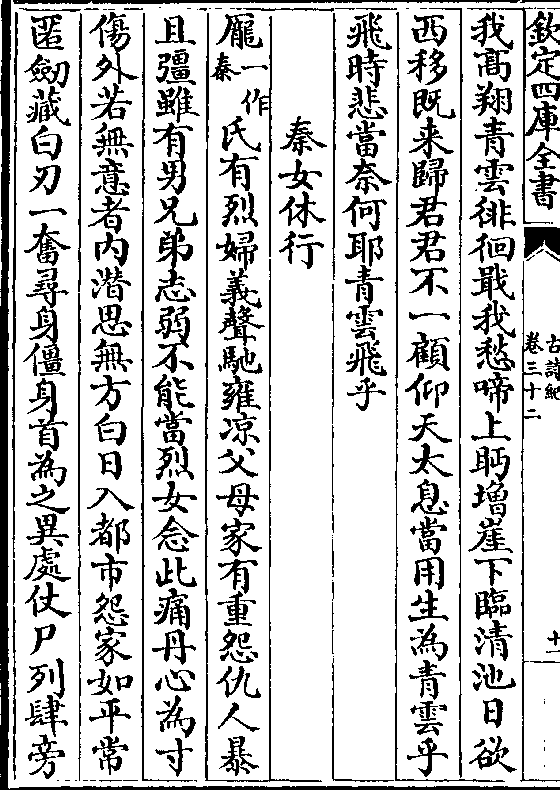 欽定四庫全書
古詩紀
卷三十二
十一
我高翔青雲徘徊戢我愁啼上眄增崖下臨清池日欲
西移既来歸君君不一顧仰天太息當用生為青雲乎
飛時悲當奈何耶青雲飛乎
秦女休行
龐一作秦氏有烈婦義聲馳雍凉父母家有重怨仇人暴
且彊雖有男兄弟志弱不能當烈女念此痛丹心為寸
傷外若無意者内潜思無方白日入都市怨家如平常
匿劒藏白刃一奮尋身僵身首為之異處伏尸列肆旁